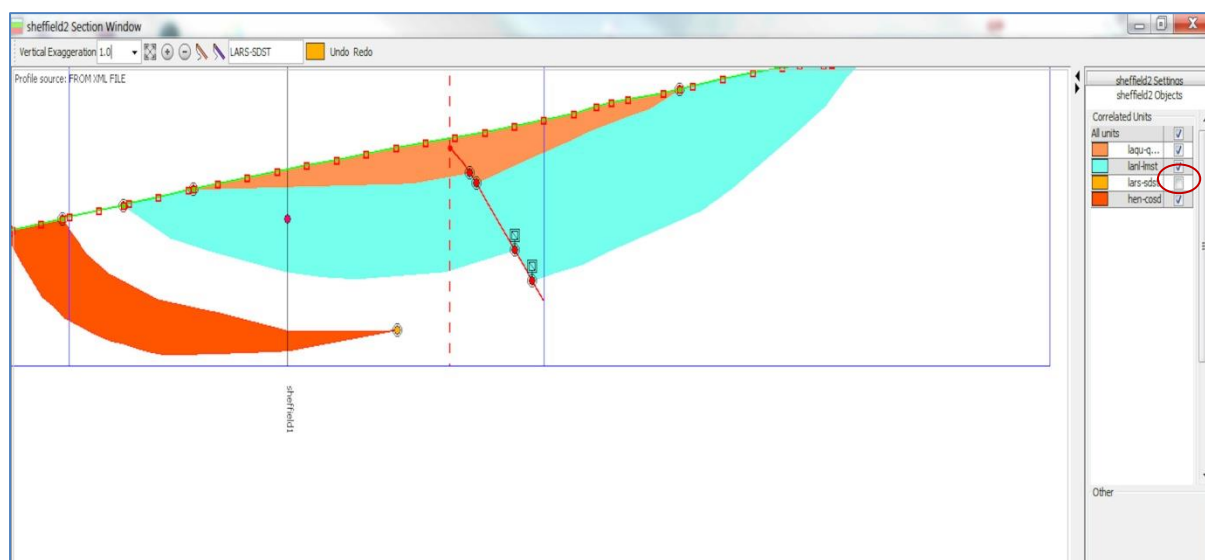 sheffield2 Section Window
Vertical Exaggeration 1.0 LARS-SDST Undo Redo
Profile source: FROM XML FILE
sheffield1
sheffield2 Settings
sheffield2 Objects
Correlated Units
All units
laqu-q...
lanl-lmst
lars-sdst
hen-cosd
Other